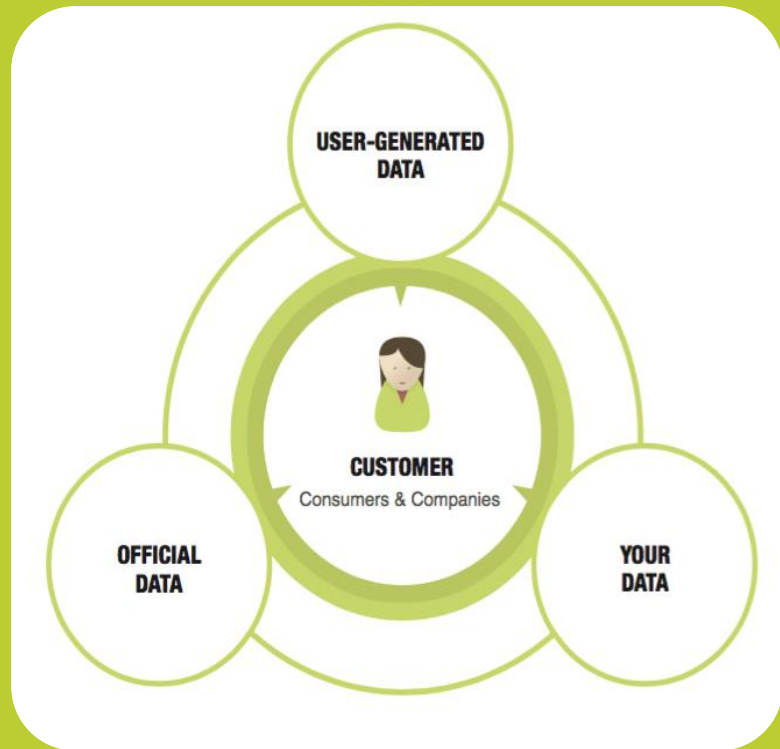 USER-GENERATED
DATA
CUSTOMER
Consumers & Companies
OFFICIAL
DATA
YOUR
DATA